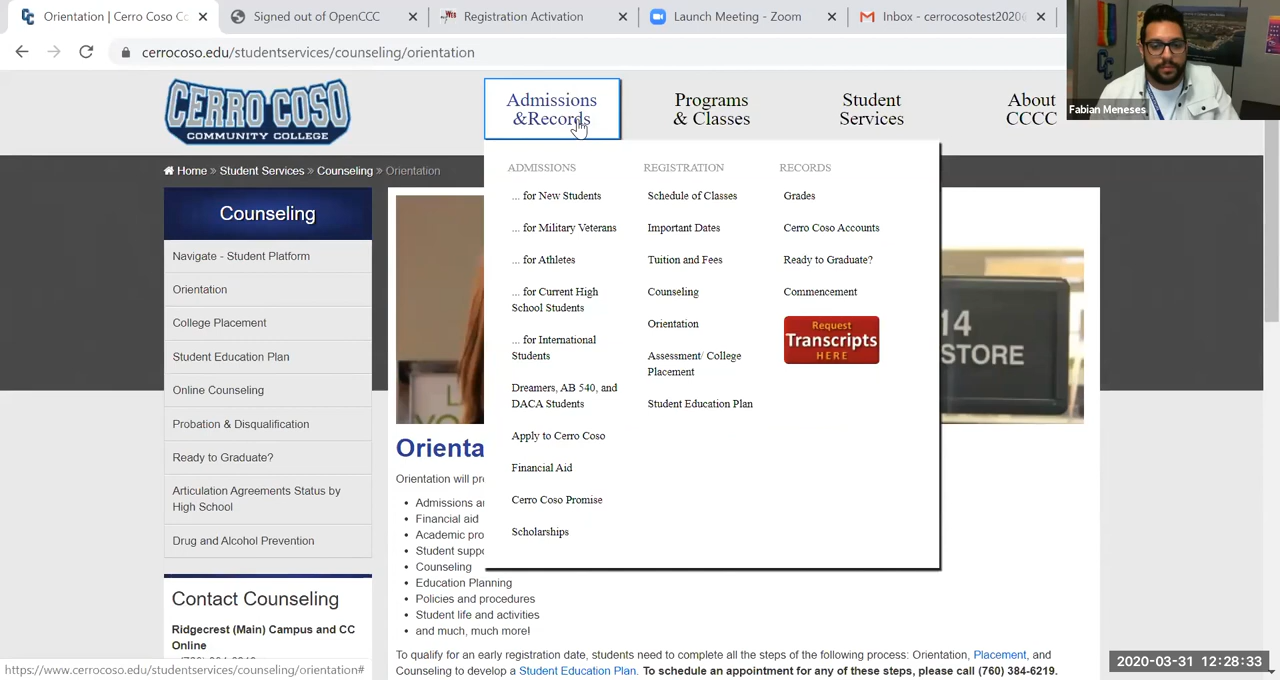 Orientation | Cerro Coso Co
Signed out of OpenCCC
Registration Activation
Launch Meeting - Zoom
Inbox - cerrocosotest2020@
cerrocoso.edu/studentservices/counseling/orientation
Fabian Meneses
CERRO COSO
COMMUNITY COLLEGE
Admissions
&Records
Programs
& Classes
Student
Services
About
CCCC
Home » Student Services » Counseling » Orientation
Counseling
Navigate - Student Platform
Orientation
College Placement
Student Education Plan
Online Counseling
Probation & Disqualification
Ready to Graduate?
Articulation Agreements Status by
High School
Drug and Alcohol Prevention
Contact Counseling
Ridgecrest (Main) Campus and CC
Online
ADMISSIONS
... for New Students
... for Military Veterans
... for Athletes
... for Current High
School Students
... for International
Students
Dreamers, AB 540, and
DACA Students
Apply to Cerro Coso
Financial Aid
Cerro Coso Promise
Scholarships
REGISTRATION
Schedule of Classes
Important Dates
Tuition and Fees
Counseling
Orientation
Assessment/ College
Placement
Student Education Plan
RECORDS
Grades
Cerro Coso Accounts
Ready to Graduate?
Commencement
Request
Transcripts
HERE
14
STORE
Orienta
Orientation will pr
• Admissions a
• Financial aid
• Academic pro
• Student suppo
• Counseling
• Education Planning
• Policies and procedures
• Student life and activities
• and much, much more!
To qualify for an early registration date, students need to complete all the steps of the following process: Orientation, Placement, and
Counseling to develop a Student Education Plan. To schedule an appointment for any of these steps, please call (760) 384-6219.
https://www.cerrocoso.edu/studentservices/counseling/orientation#
2020-03-31 12:28:33